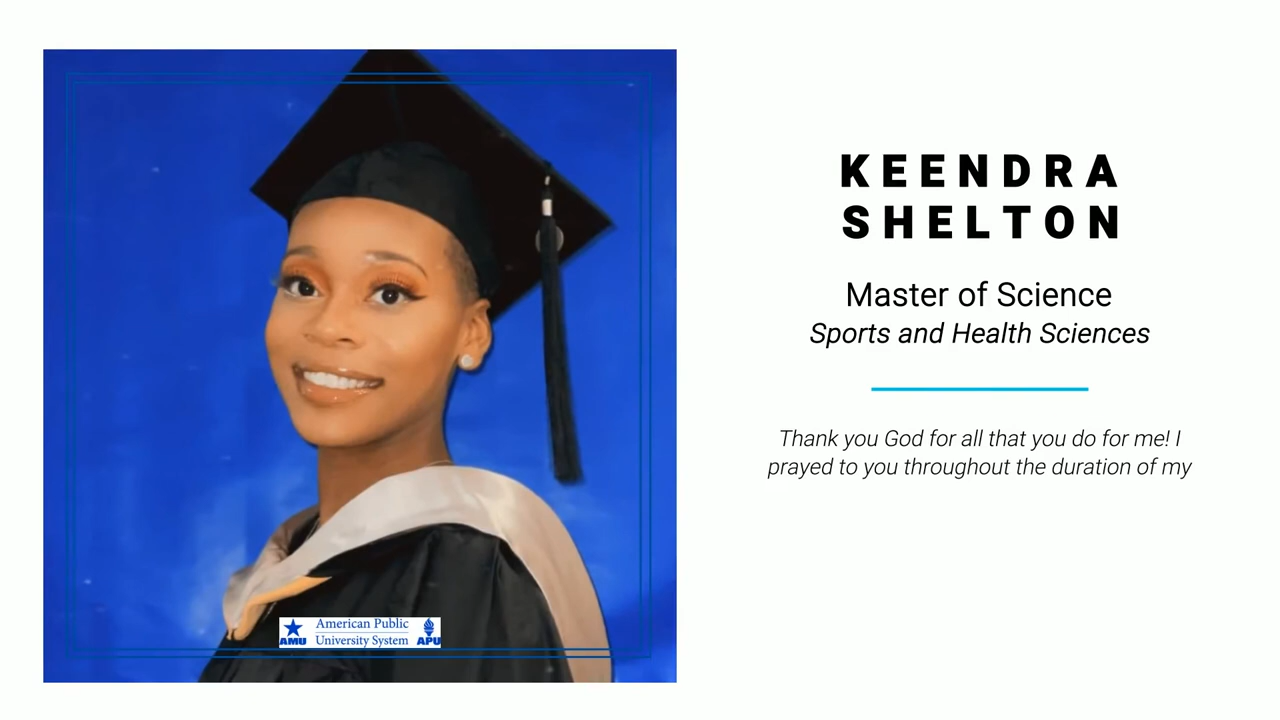 KEENDRA
SHELTON
Master of Science
Sports and Health Sciences
Thank you God for all that you do for me! I
prayed to you throughout the duration of my
AMU
American Public
University System
APU